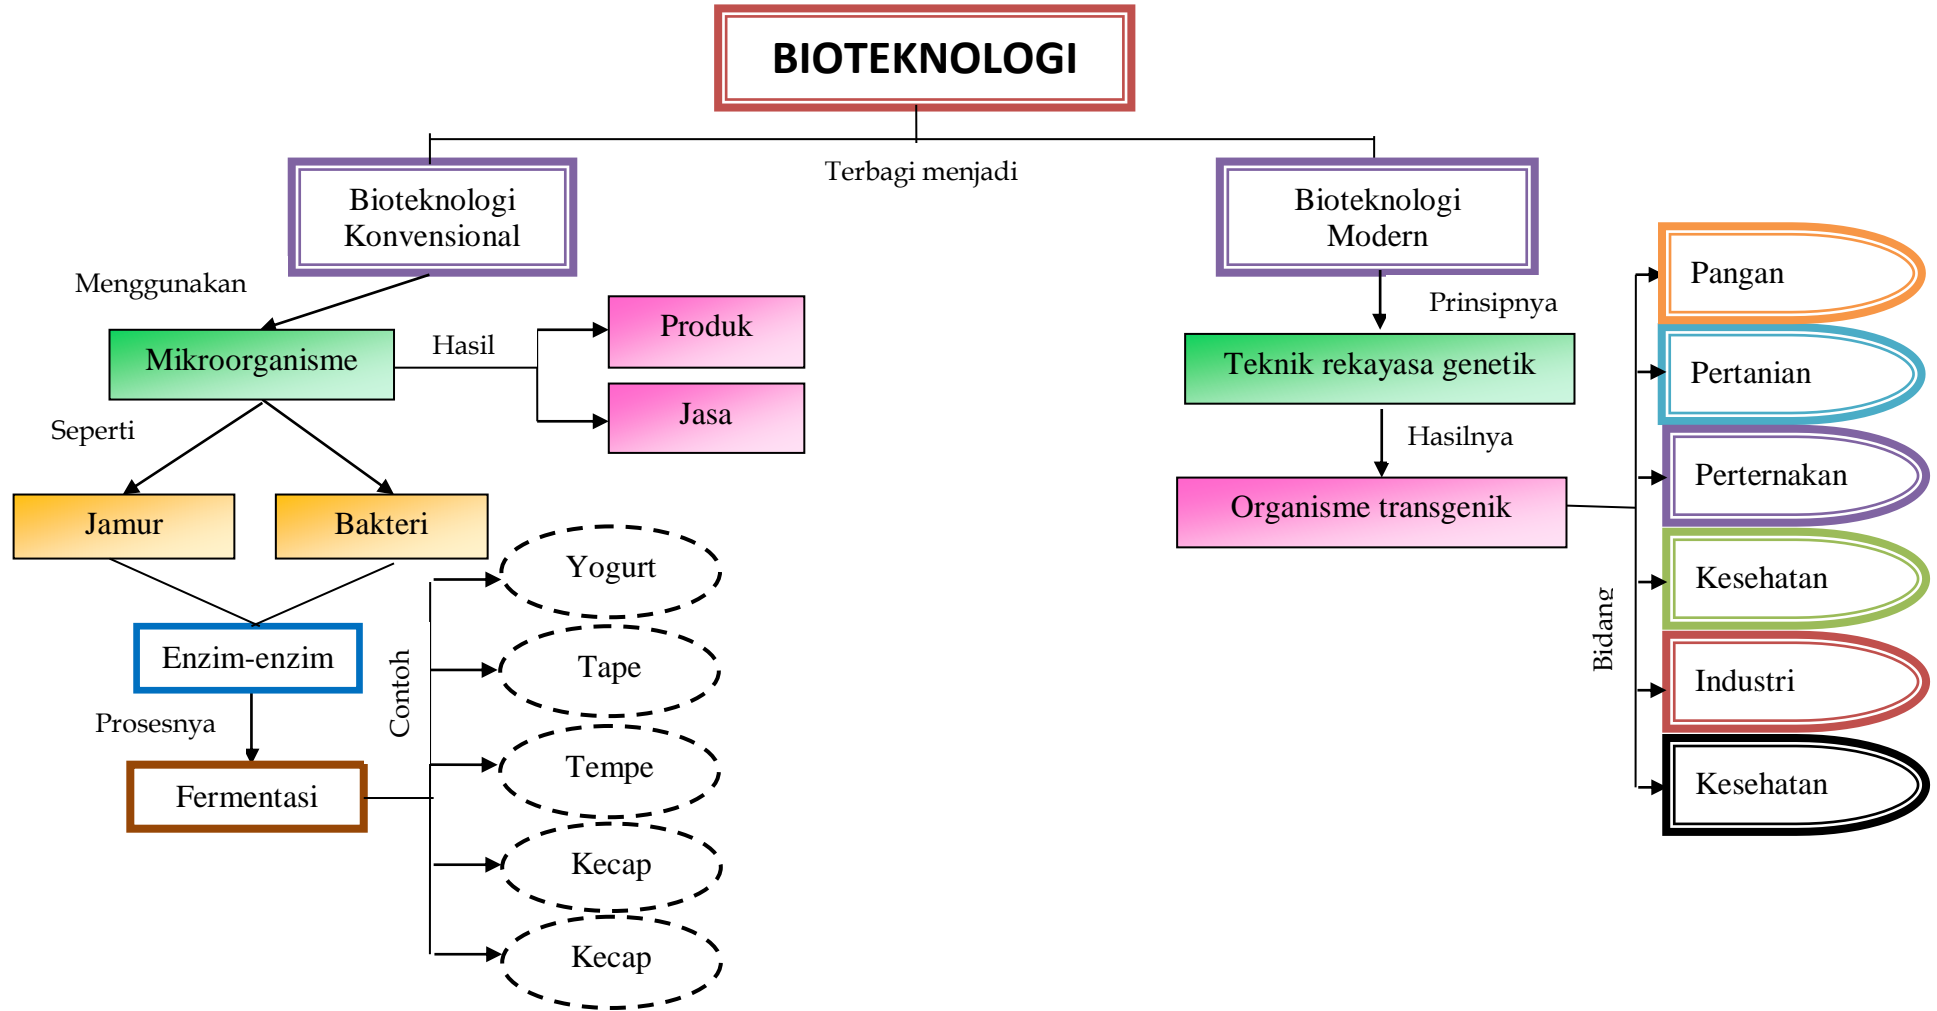 BIOTEKNOLOGI
Terbagi menjadi
Bioteknologi
Konvensional
Menggunakan
Mikroorganisme
Hasil
Produk
Jasa
Seperti
Jamur
Bakteri
Enzim-enzim
Prosesnya
Fermentasi
Contoh
Yogurt
Tape
Tempe
Kecap
Kecap
Bioteknologi
Modern
Prinsipnya
Teknik rekayasa genetik
Hasilnya
Organisme transgenik
Bidang
Pangan
Pertanian
Perternakan
Kesehatan
Industri
Kesehatan